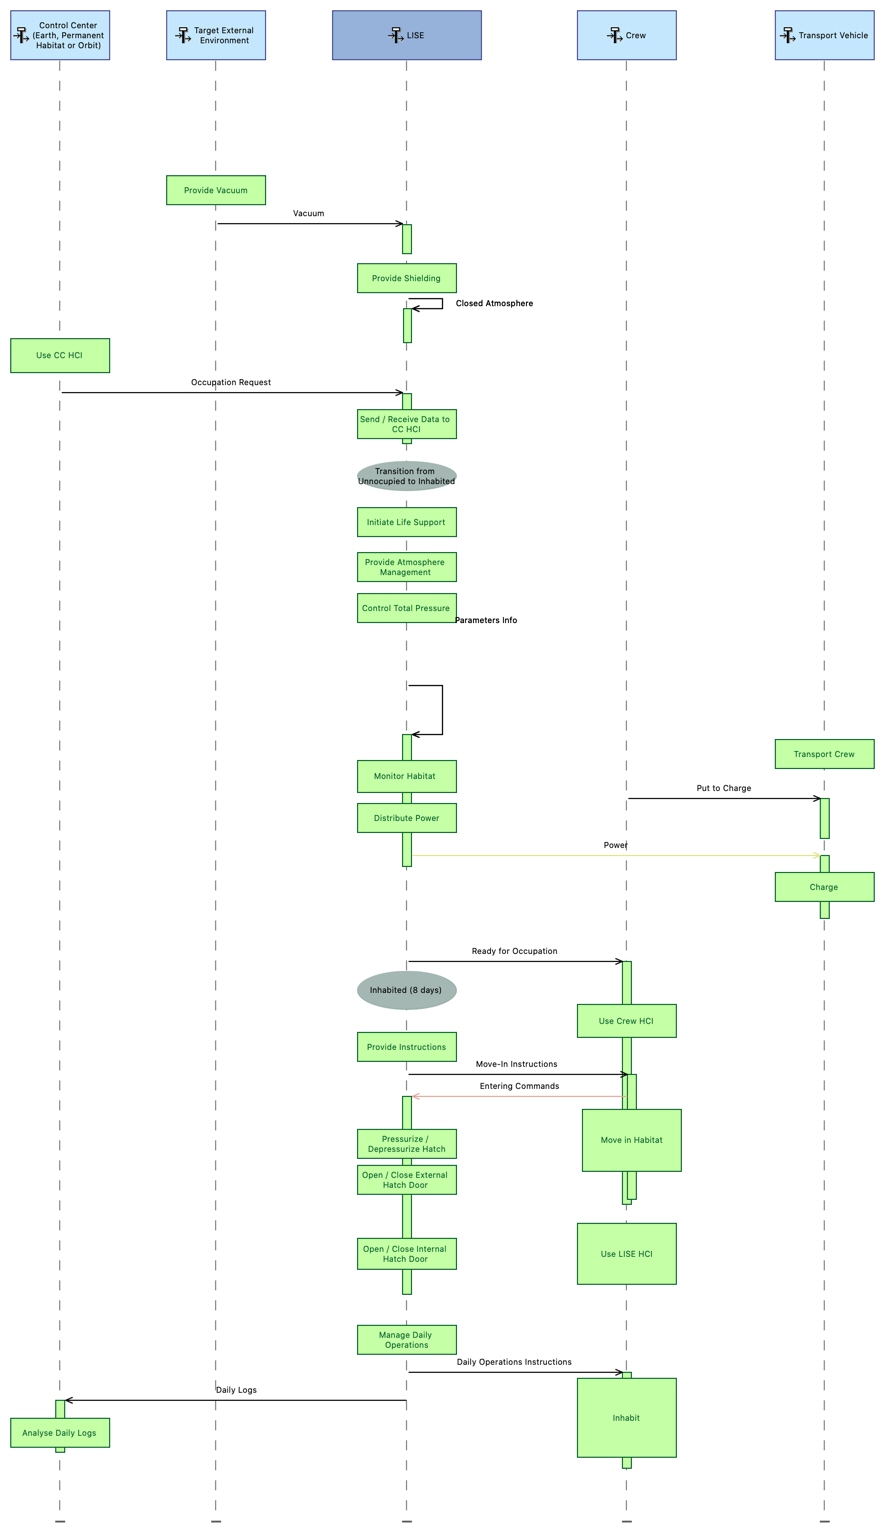 Control Center
(Earth, Permanent
Habitat or Orbit)
Target External
Environment
LISE
Crew
Transport Vehicle
Provide Vacuum
Vacuum
Provide Shielding
Closed Atmosphere
Use CC HCI
Occupation Request
Send / Receive Data to
CC HCI
Transition from
Unnocupied to Inhabited
Initiate Life Support
Provide Atmosphere
Management
Control Total Pressure
Parameters Info
Transport Crew
Monitor Habitat
Put to Charge
Distribute Power
Power
Charge
Ready for Occupation
Inhabited (8 days)
Use Crew HCI
Provide Instructions
Move-In Instructions
Entering Commands
Pressurize /
Depressurize Hatch
Move in Habitat
Open / Close External
Hatch Door
Open / Close Internal
Hatch Door
Use LISE HCI
Manage Daily
Operations
Daily Operations Instructions
Daily Logs
Inhabit
Analyse Daily Logs